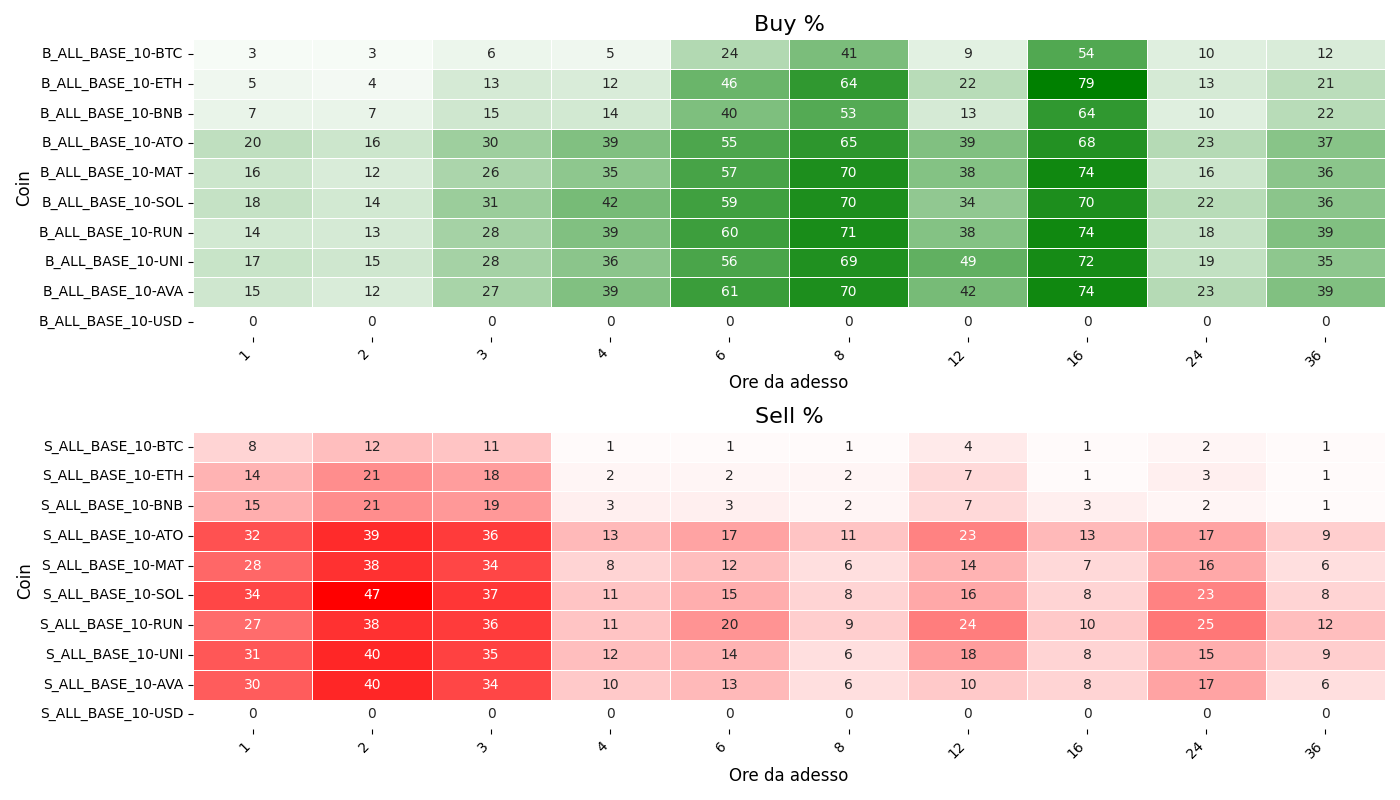 Buy %
Coin
B_ALL_BASE_10-BTC 3 3 6 5 24 41 9 54 10 12
B_ALL_BASE_10-ETH 5 4 13 12 46 64 22 79 13 21
B_ALL_BASE_10-BNB 7 7 15 14 40 53 13 64 10 22
B_ALL_BASE_10-ATO 20 16 30 39 55 65 39 68 23 37
B_ALL_BASE_10-MAT 16 12 26 35 57 70 38 74 16 36
B_ALL_BASE_10-SOL 18 14 31 42 59 70 34 70 22 36
B_ALL_BASE_10-RUN 14 13 28 39 60 71 38 74 18 39
B_ALL_BASE_10-UNI 17 15 28 36 56 69 49 72 19 35
B_ALL_BASE_10-AVA 15 12 27 39 61 70 42 74 23 39
B_ALL_BASE_10-USD 0 0 0 0 0 0 0 0 0 0
1 2 3 4 6 8 12 16 24 36
Ore da adesso
Sell %
Coin
S_ALL_BASE_10-BTC 8 12 11 1 1 1 4 1 2 1
S_ALL_BASE_10-ETH 14 21 18 2 2 2 7 1 3 1
S_ALL_BASE_10-BNB 15 21 19 3 3 2 7 3 2 1
S_ALL_BASE_10-ATO 32 39 36 13 17 11 23 13 17 9
S_ALL_BASE_10-MAT 28 38 34 8 12 6 14 7 16 6
S_ALL_BASE_10-SOL 34 47 37 11 15 8 16 8 23 8
S_ALL_BASE_10-RUN 27 38 36 11 20 9 24 10 25 12
S_ALL_BASE_10-UNI 31 40 35 12 14 6 18 8 15 9
S_ALL_BASE_10-AVA 30 40 34 10 13 6 10 8 17 6
S_ALL_BASE_10-USD 0 0 0 0 0 0 0 0 0 0
1 2 3 4 6 8 12 16 24 36
Ore da adesso